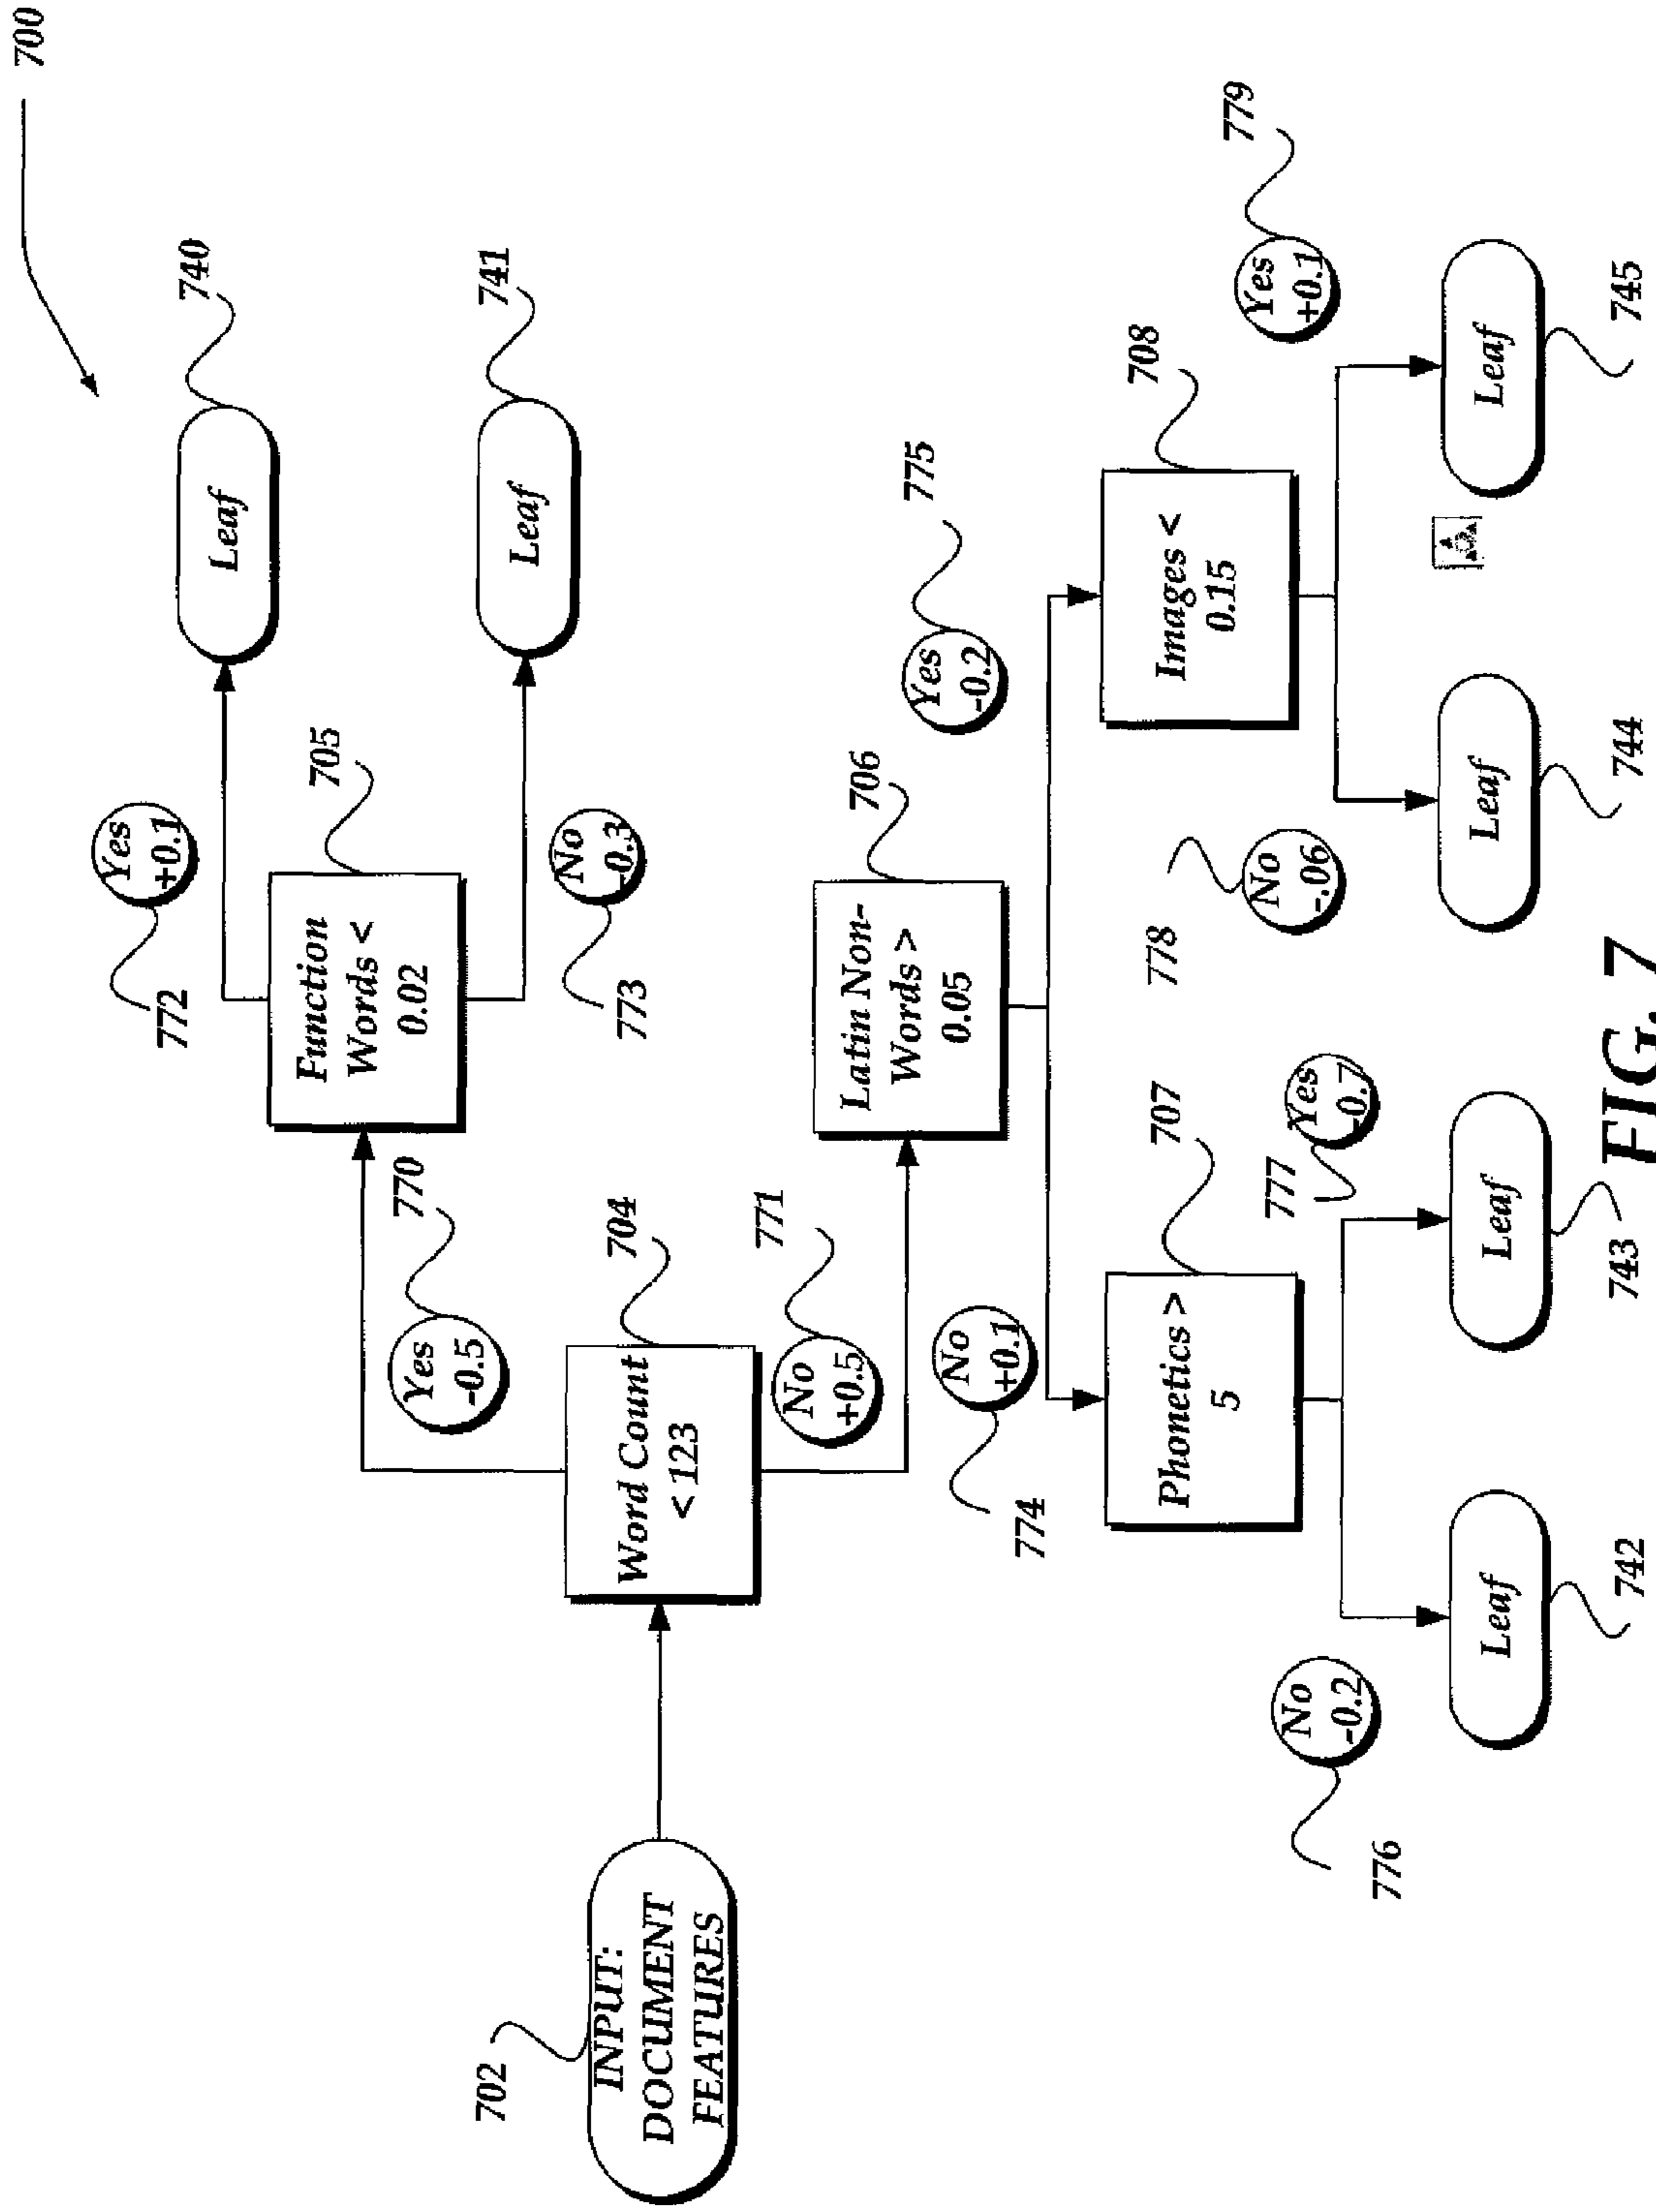 700
INPUT:
DOCUMENT
FEATURES
702
Word Count
< 123
704
Yes
-0.5
770
No
+0.5
771
Function
Words <
0.02
705
Yes
+0.1
772
No
-0.3
773
Leaf
740
Leaf
741
Latin Non-
Words >
0.05
706
No
+0.1
774
Yes
-0.2
775
Phonetics >
5
707
No
-0.2
776
Yes
-0.7
777
Leaf
742
Leaf
743
Images <
0.15
708
No
-.06
778
Yes
+0.1
779
Leaf
744
Leaf
745
FIG. 7